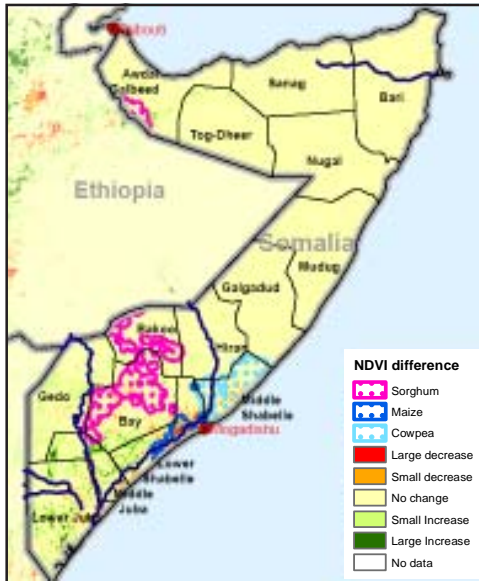 Djibouti
Awdal
Galbeed
Sanag
Bari
Tog-Dheer
Nugal
Ethiopia
Somalia
Mudug
Galgadud
Bakool
Hiran
Gedo
Bay
Middle
Shabelle
Mogadishu
Lower
Shabelle
Middle
Juba
Lower Juba
NDVI difference
Sorghum
Maize
Cowpea
Large decrease
Small decrease
No change
Small Increase
Large Increase
No data